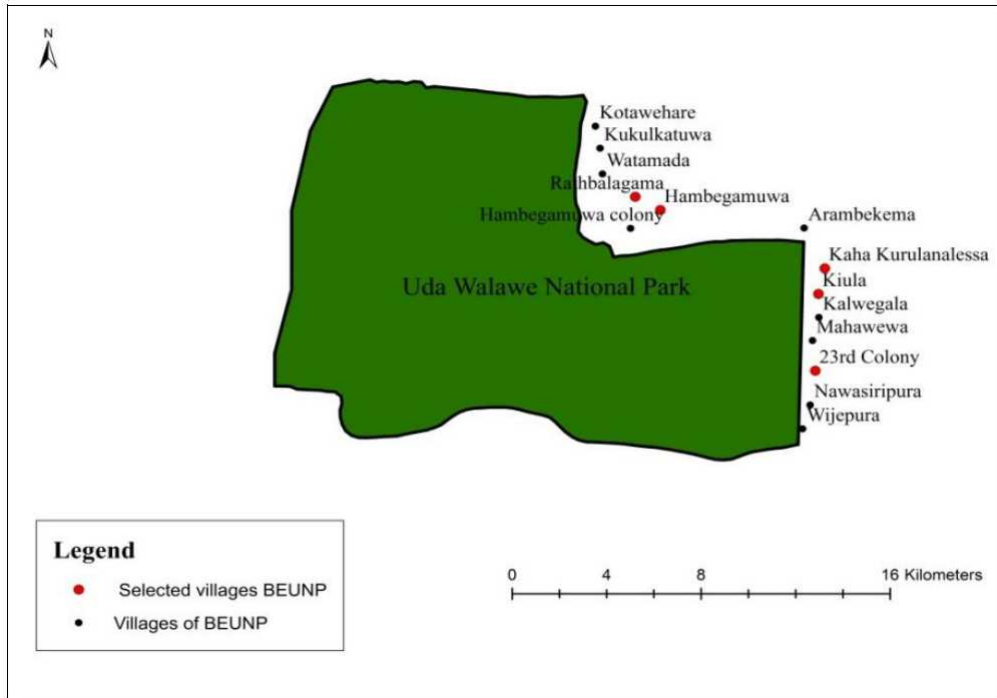 N
Kotawehare
Kukulkatuwa
Watamada
Rathbalagama
Hambegamuwa
Hambegamuwa colony
Arambekema
Kaha Kurulanalessa
Kiula
Uda Walawe National Park
Kalwegala
Mahawewa
23rd Colony
Nawasiripura
Wijepura
Legend
Selected villages BEUNP
Villages of BEUNP
0 4 8 16 Kilometers